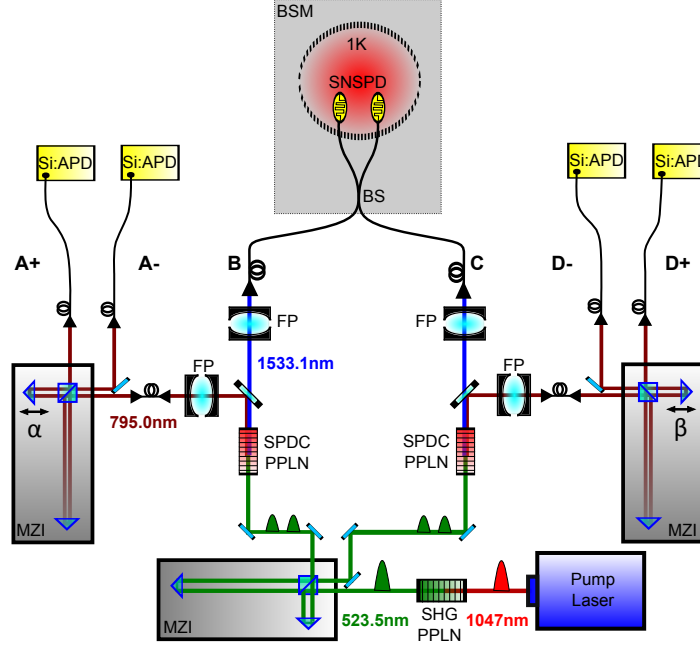 BSM
1K
SNSPD
BS
Si:APD
Si:APD
Si:APD
Si:APD
A+
A-
B
C
D-
D+
FP
FP
1533.1nm
FP
FP
795.0nm
α
β
SPDC
PPLN
SPDC
PPLN
MZI
MZI
523.5nm
SHG
PPLN
1047nm
Pump
Laser
MZI